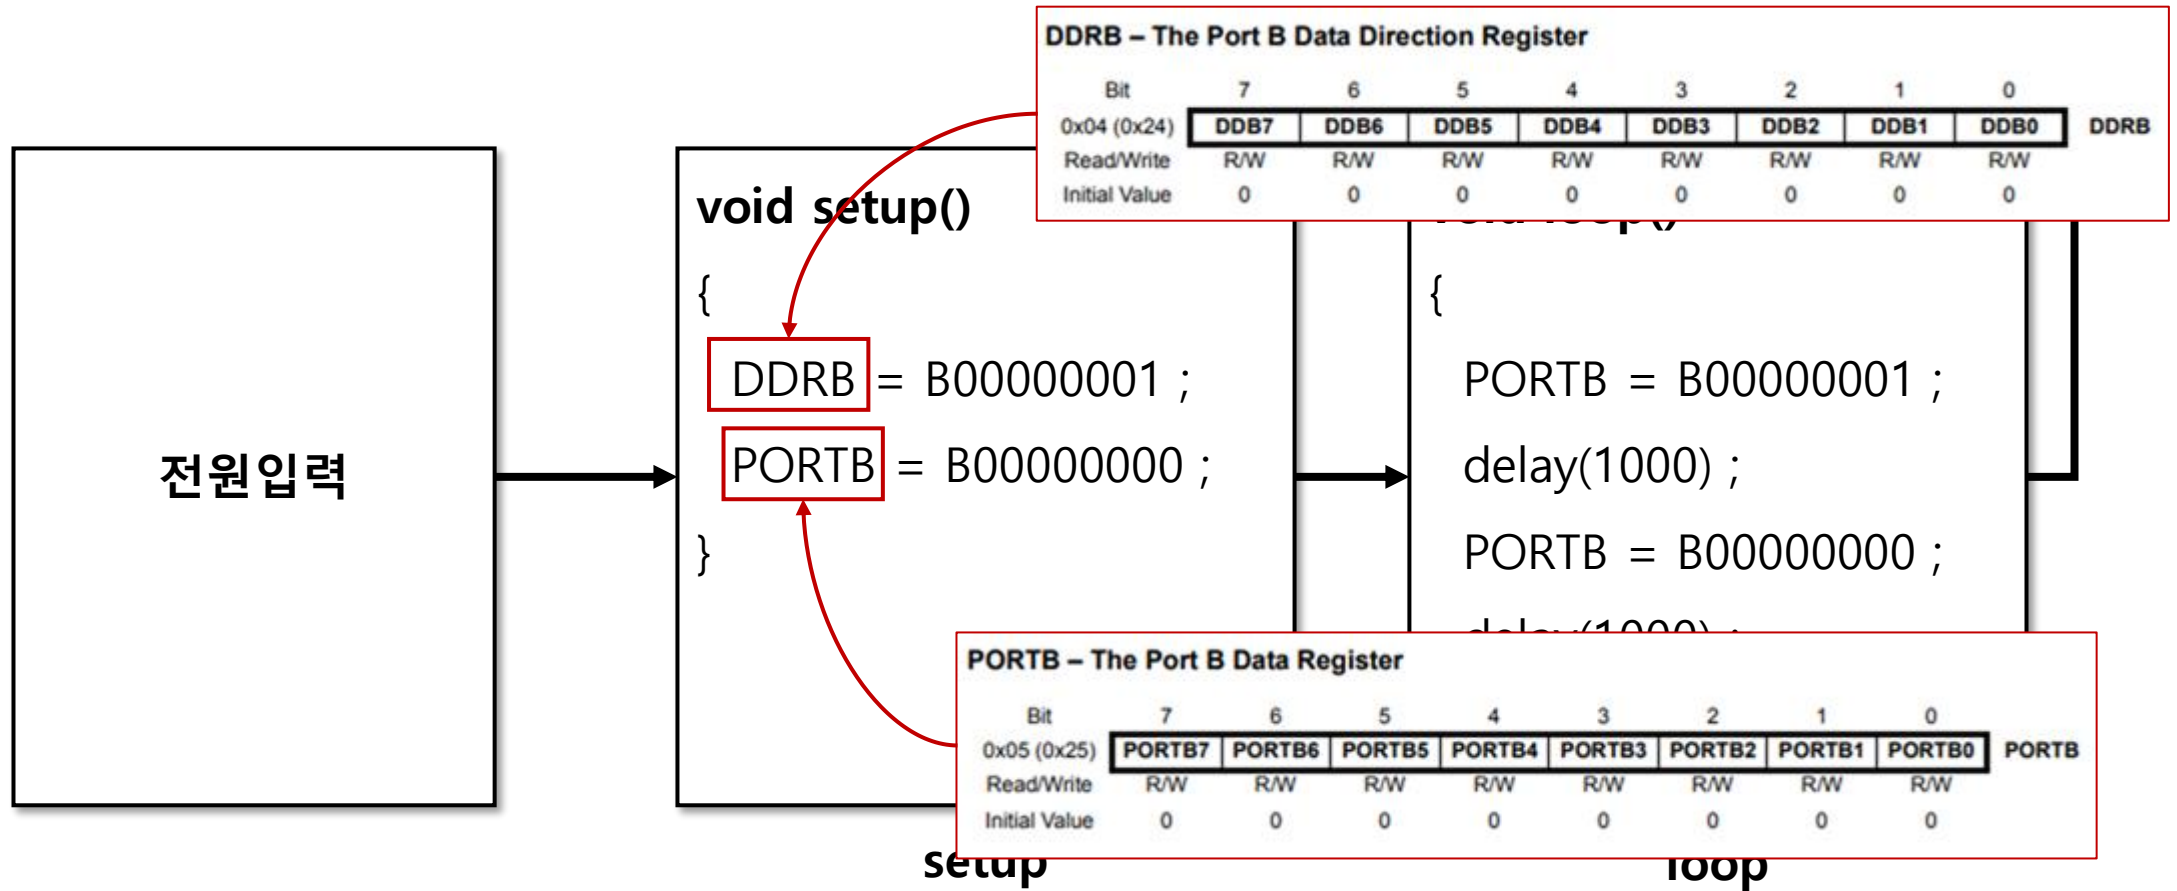 DDRB – The Port B Data Direction Register
Bit 7 6 5 4 3 2 1 0
0x04 (0x24) DDB7 DDB6 DDB5 DDB4 DDB3 DDB2 DDB1 DDB0 DDRB
Read/Write R/W R/W R/W R/W R/W R/W R/W R/W
Initial Value 0 0 0 0 0 0 0 0
전원입력
void setup()
{
DDRB = B00000001 ;
PORTB = B00000000 ;
}
setup
void loop()
{
PORTB = B00000001 ;
delay(1000) ;
PORTB = B00000000 ;
delay(1000) ;
loop
PORTB – The Port B Data Register
Bit 7 6 5 4 3 2 1 0
0x05 (0x25) PORTB7 PORTB6 PORTB5 PORTB4 PORTB3 PORTB2 PORTB1 PORTB0 PORTB
Read/Write R/W R/W R/W R/W R/W R/W R/W R/W
Initial Value 0 0 0 0 0 0 0 0